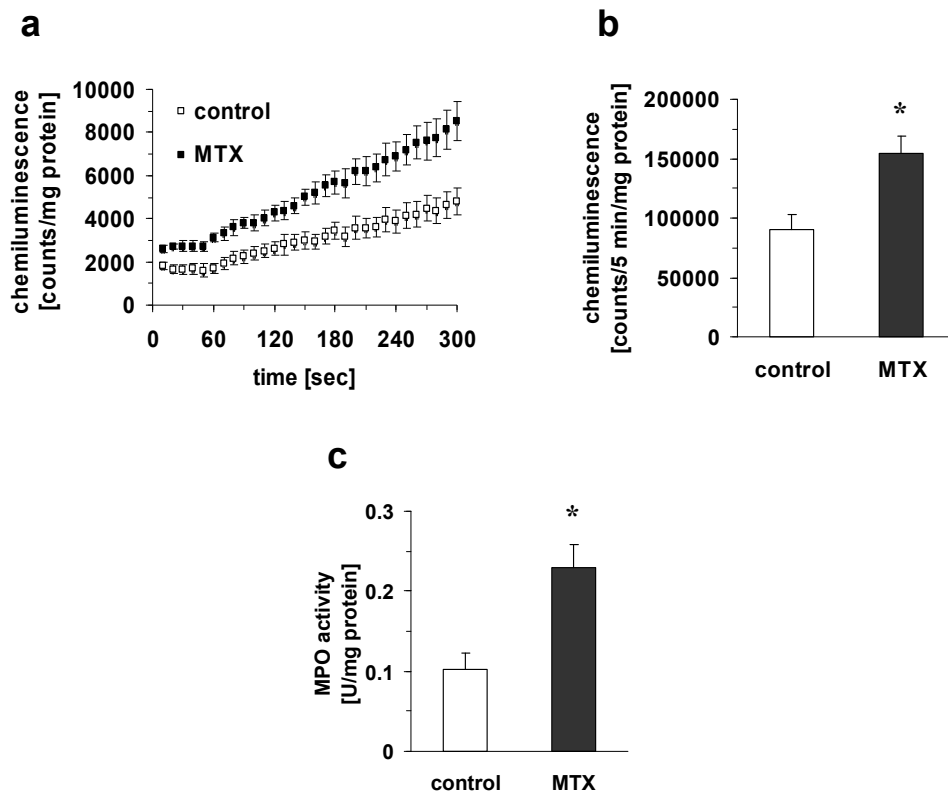 a
chemiluminescence
[counts/mg protein]
10000
8000
6000
4000
2000
0
control
MTX
0 60 120 180 240 300
time [sec]
b
chemiluminescence
[counts/5 min/mg protein]
200000
150000
100000
50000
0
*
control MTX
c
MPO activity
[U/mg protein]
0.3
0.2
0.1
0
*
control MTX